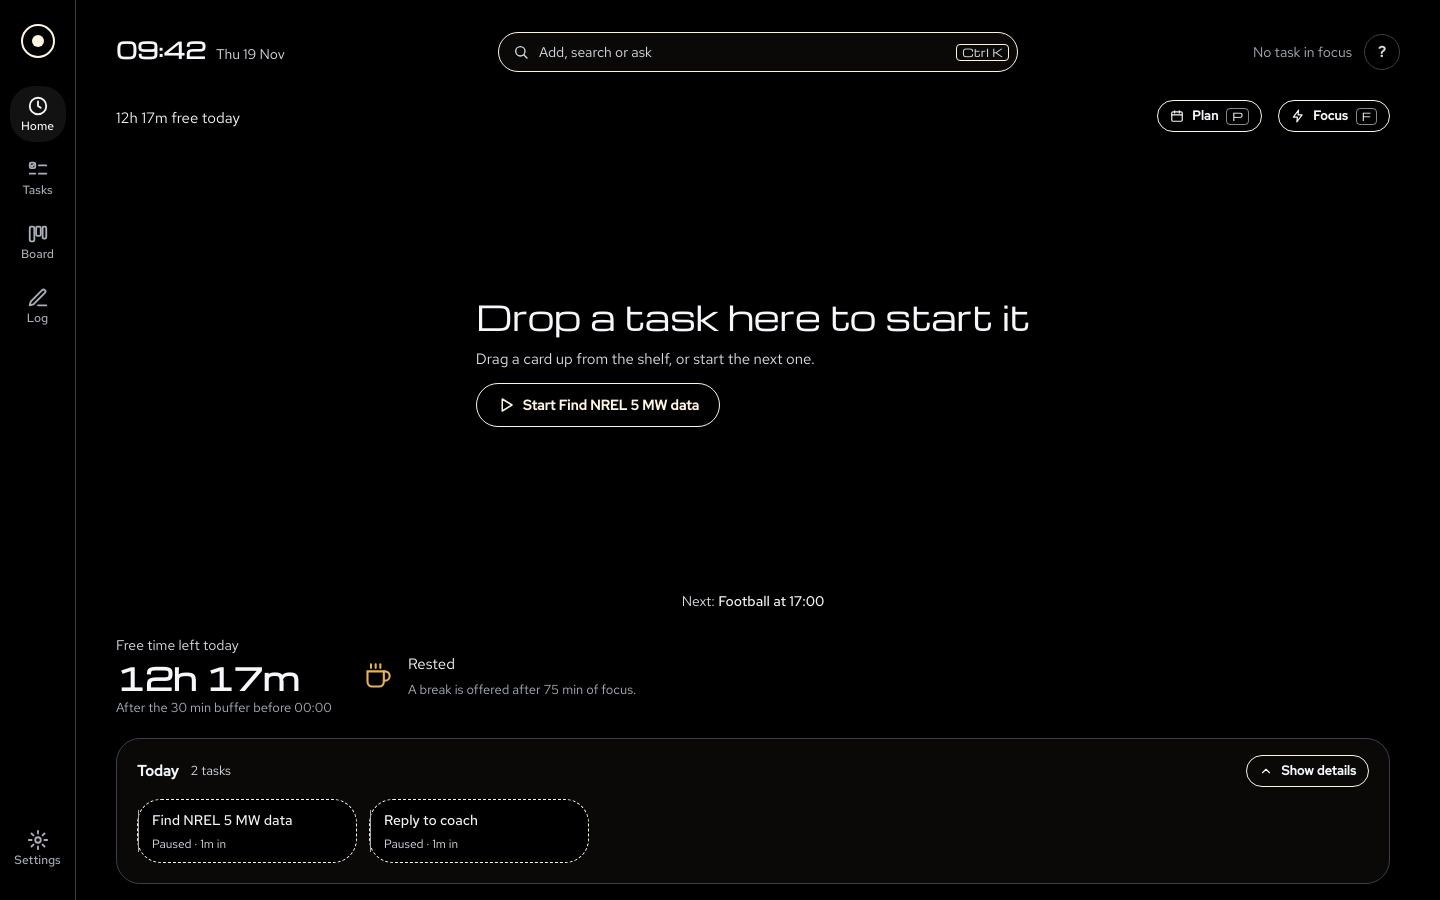 09:42 Thu 19 Nov
Add, search or ask Ctrl K
No task in focus ?
Home
12h 17m free today
Plan P
Focus F
Tasks
Board
Log
Drop a task here to start it
Drag a card up from the shelf, or start the next one.
Start Find NREL 5 MW data
Next: Football at 17:00
Free time left today
12h 17m
After the 30 min buffer before 00:00
Rested
A break is offered after 75 min of focus.
Today 2 tasks
Show details
Find NREL 5 MW data
Paused · 1m in
Reply to coach
Paused · 1m in
Settings